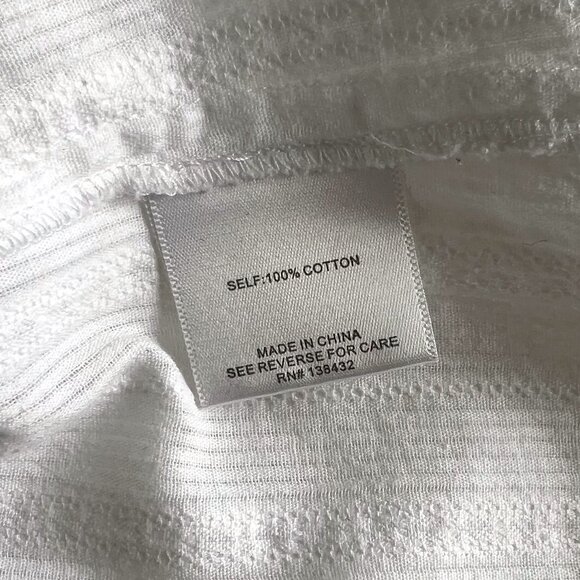 SELF:100% COTTON
MADE IN CHINA
SEE REVERSE FOR CARE
RN# 138432